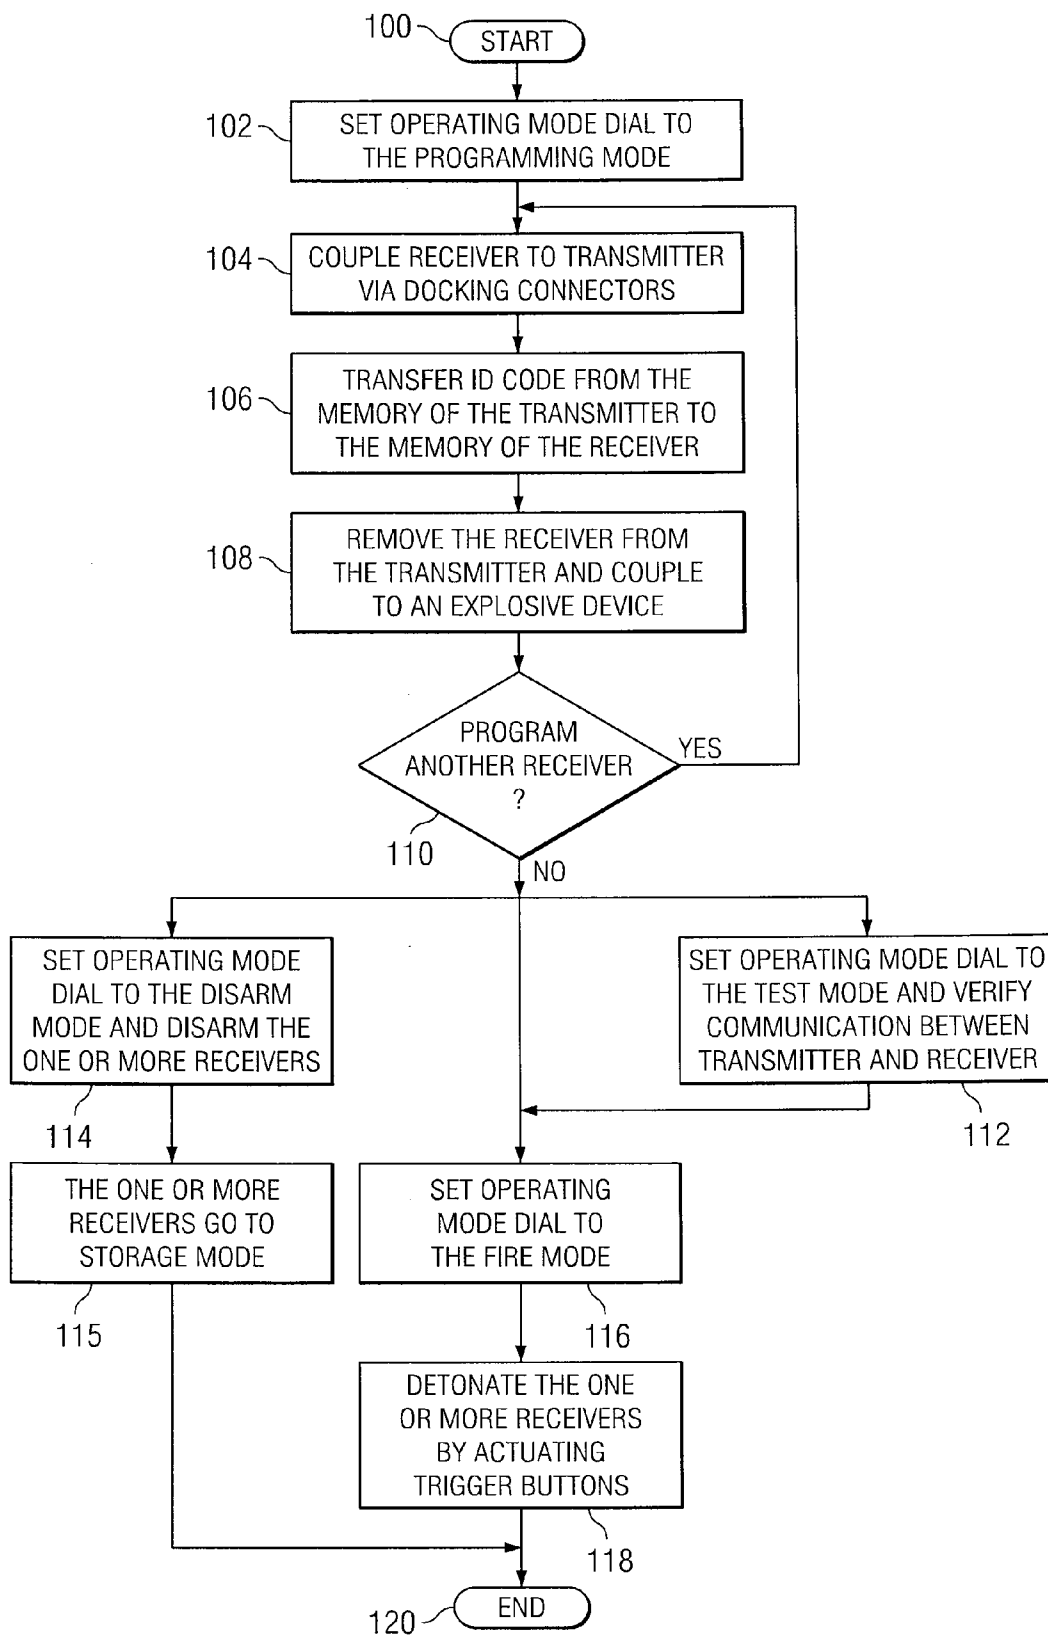 100
START
102
SET OPERATING MODE DIAL TO
THE PROGRAMMING MODE
104
COUPLE RECEIVER TO TRANSMITTER
VIA DOCKING CONNECTORS
106
TRANSFER ID CODE FROM THE
MEMORY OF THE TRANSMITTER TO
THE MEMORY OF THE RECEIVER
108
REMOVE THE RECEIVER FROM
THE TRANSMITTER AND COUPLE
TO AN EXPLOSIVE DEVICE
PROGRAM
ANOTHER RECEIVER
?
YES
110
NO
SET OPERATING MODE
DIAL TO THE DISARM
MODE AND DISARM THE
ONE OR MORE RECEIVERS
114
SET OPERATING MODE DIAL TO
THE TEST MODE AND VERIFY
COMMUNICATION BETWEEN
TRANSMITTER AND RECEIVER
112
THE ONE OR MORE
RECEIVERS GO TO
STORAGE MODE
115
SET OPERATING
MODE DIAL TO
THE FIRE MODE
116
DETONATE THE ONE
OR MORE RECEIVERS
BY ACTUATING
TRIGGER BUTTONS
118
120
END